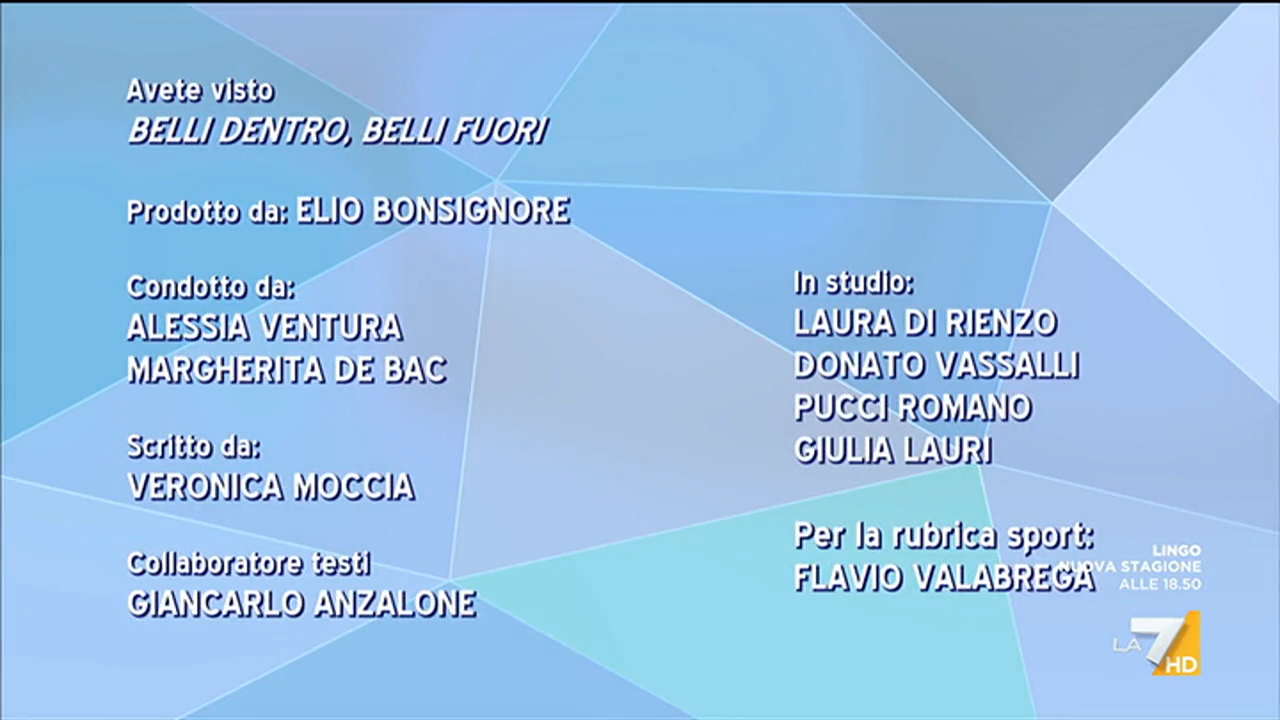 Avete visto
BELLI DENTRO, BELLI FUORI
Prodotto da: ELIO BONSIGNORE
Condotto da:
ALESSIA VENTURA
MARGHERITA DE BAC
Scritto da:
VERONICA MOCCIA
Collaboratore testi
GIANCARLO ANZALONE
In studio:
LAURA DI RIENZO
DONATO VASSALLI
PUCCI ROMANO
GIULIA LAURI
Per la rubrica sport:
FLAVIO VALABREGA
LINGO
NUOVA STAGIONE
ALLE 18.50
LA7
HD